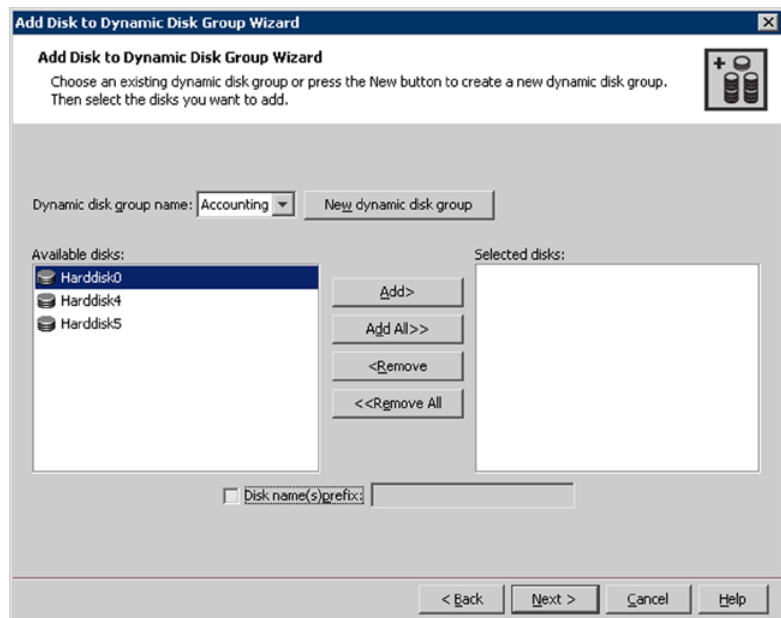 Add Disk to Dynamic Disk Group Wizard
Add Disk to Dynamic Disk Group Wizard
Choose an existing dynamic disk group or press the New button to create a new dynamic disk group.
Then select the disks you want to add.
Dynamic disk group name: Accounting New dynamic disk group
Available disks:
Selected disks:
Harddisk0
Harddisk4
Harddisk5
Add>
Add All>>
<Remove
<<Remove All
Disk name(s)prefix:
< Back Next > Cancel Help